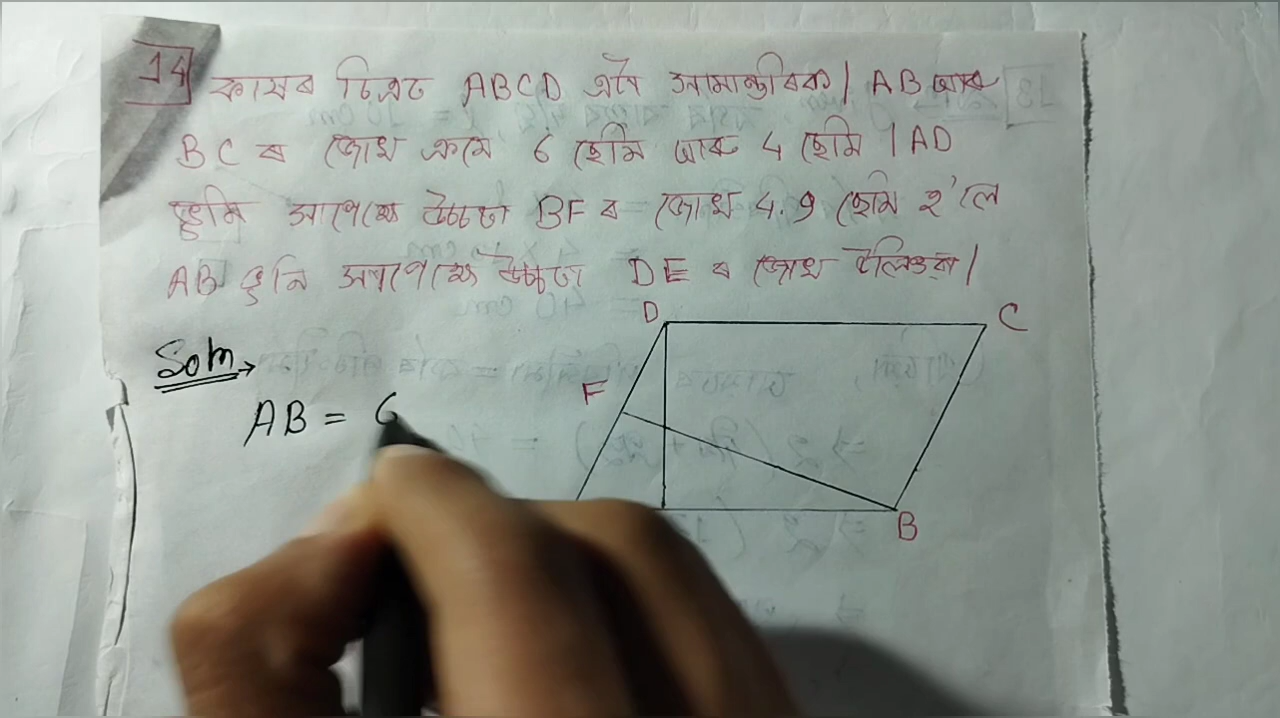 14 কাষৰ চিত্ৰত ABCD এটা সামান্তৰিক। AB আৰু
BC ৰ জোখ ক্ৰমে 6 ছেমি আৰু 4 ছেমি। AD
ভূমি সাপেক্ষে উচ্চতা BF ৰ জোখ 4.9 ছেমি হ'লে
AB ভূমি সাপেক্ষে উচ্চতা DE ৰ জোখ উলিওৱা।
D C
Soln→
F
AB = 6
B